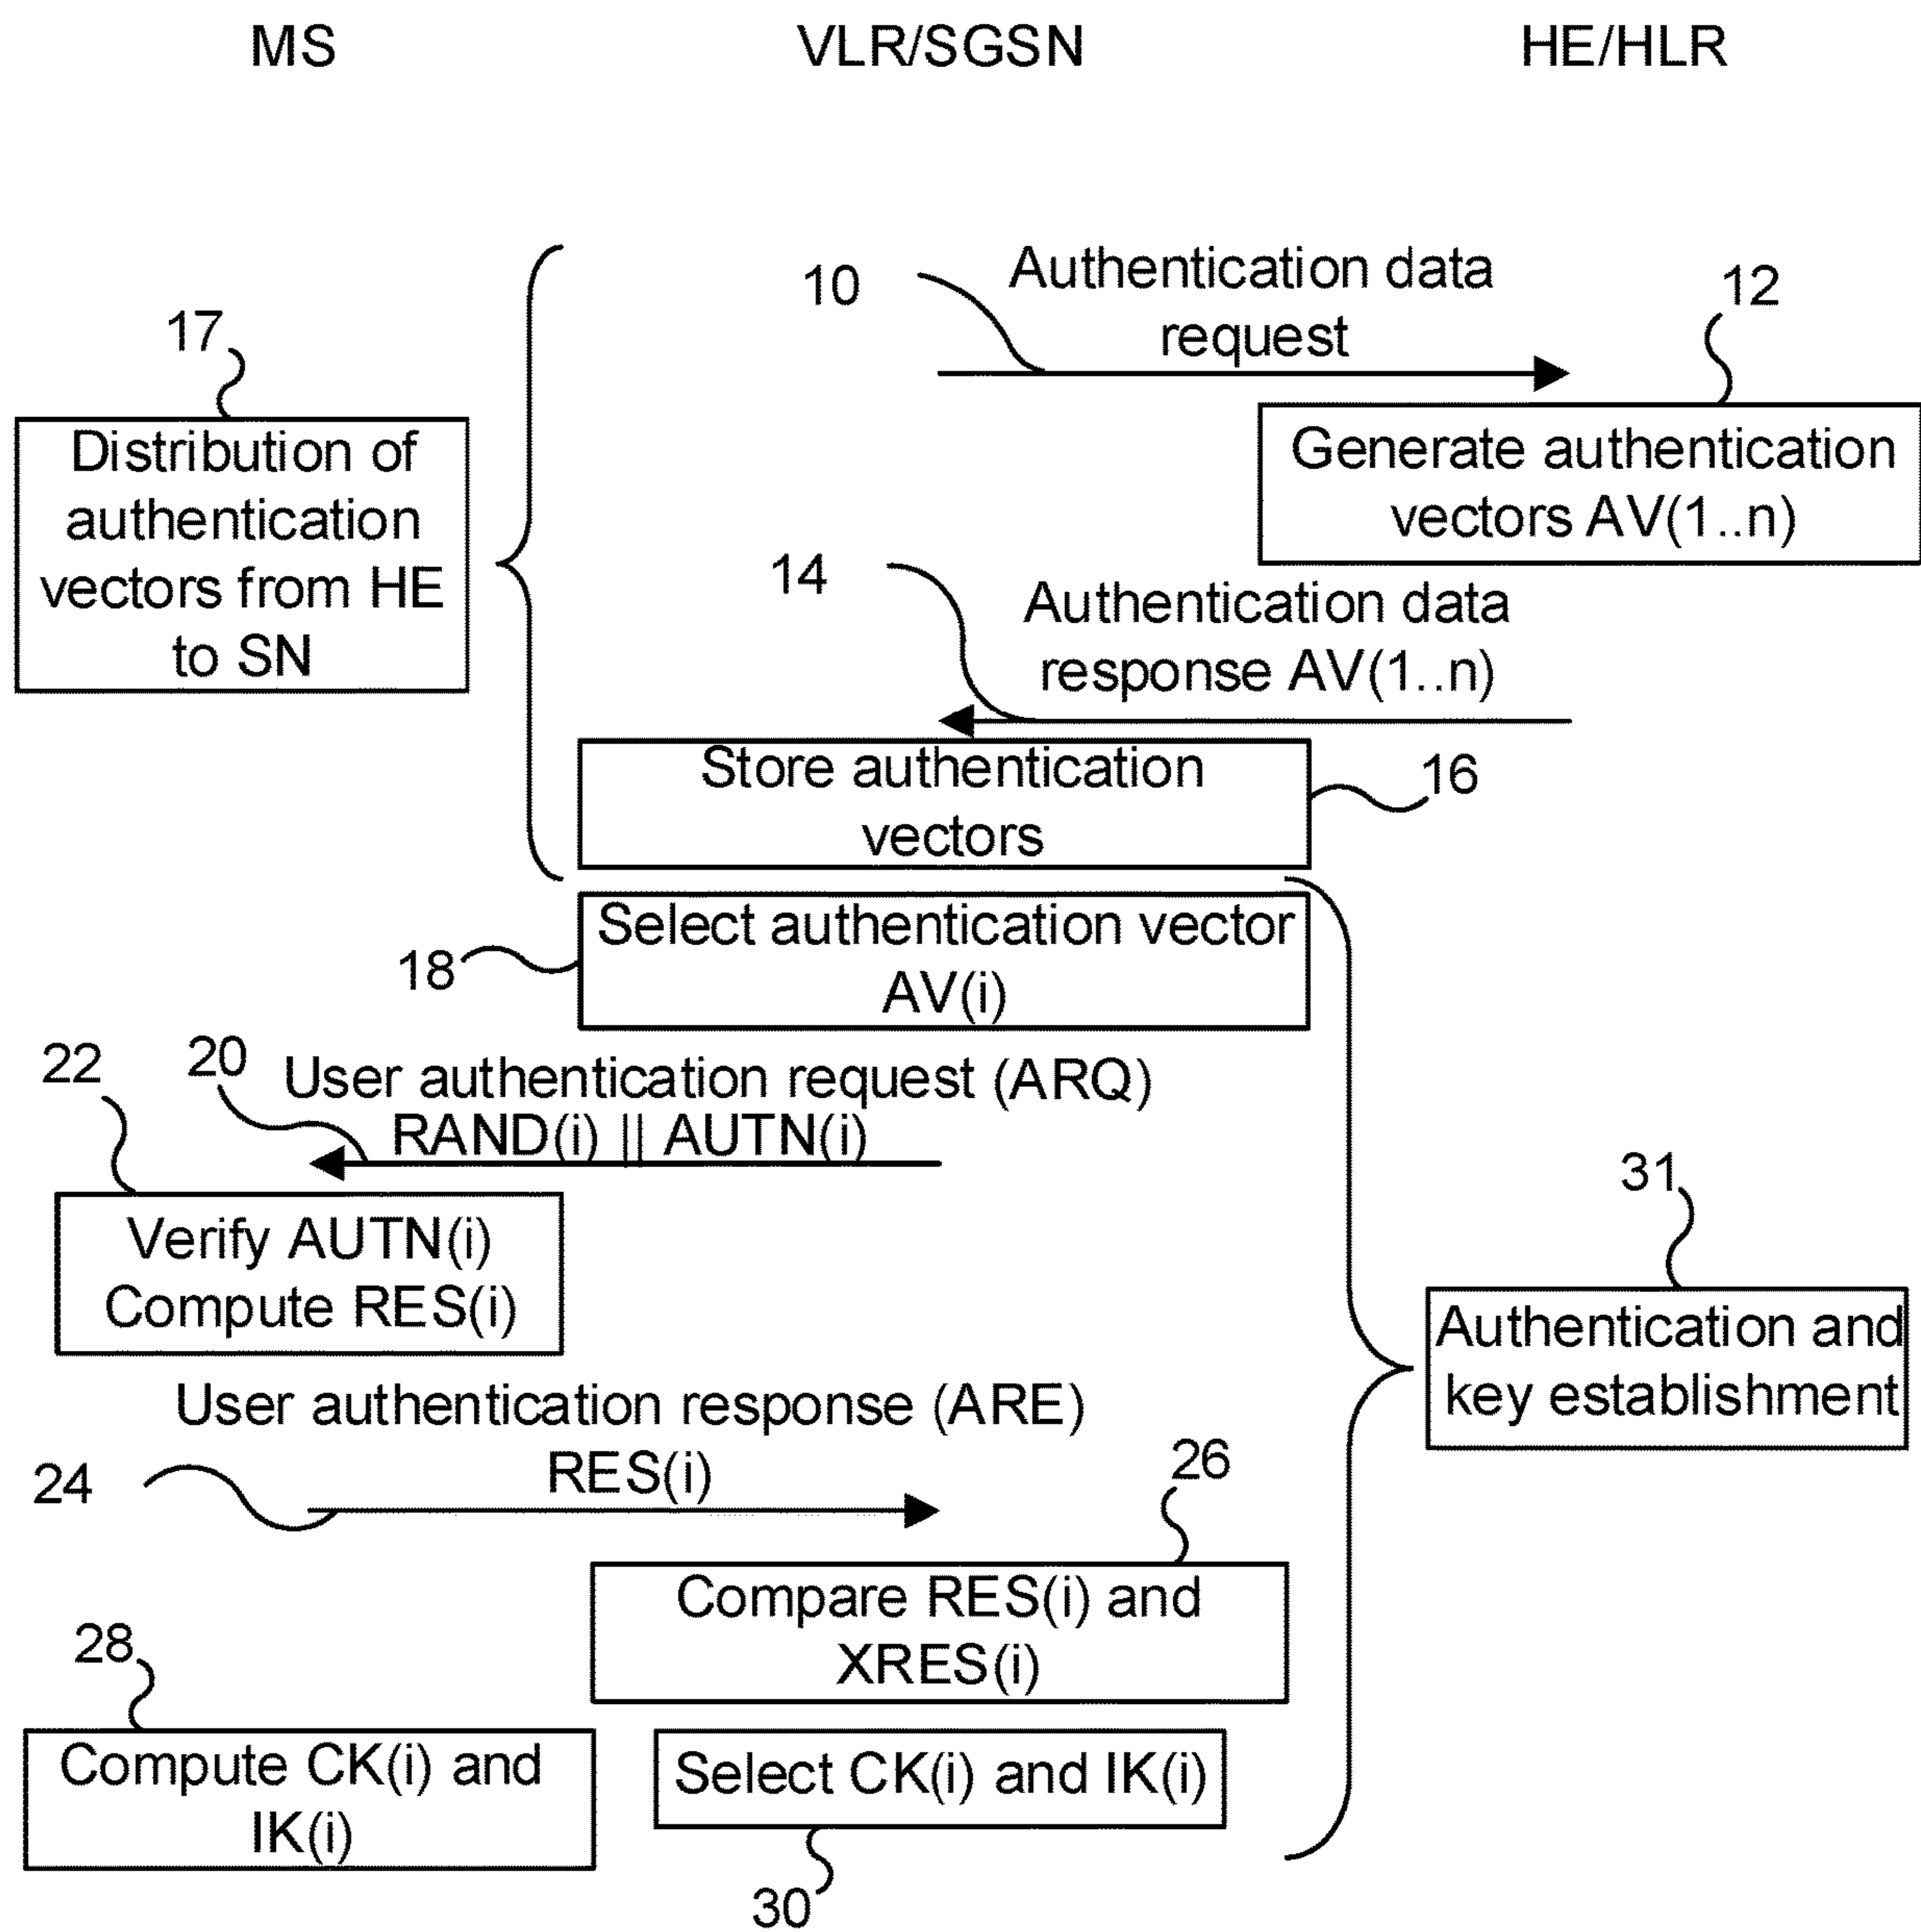 MS
VLR/SGSN
HE/HLR
10
Authentication data
request
12
17
Distribution of
authentication
vectors from HE
to SN
Generate authentication
vectors AV(1..n)
14
Authentication data
response AV(1..n)
Store authentication
vectors
16
18
Select authentication vector
AV(i)
22
20
User authentication request (ARQ)
RAND(i) || AUTN(i)
Verify AUTN(i)
Compute RES(i)
31
Authentication and
key establishment
User authentication response (ARE)
RES(i)
24
26
Compare RES(i) and
XRES(i)
28
Compute CK(i) and
IK(i)
Select CK(i) and IK(i)
30